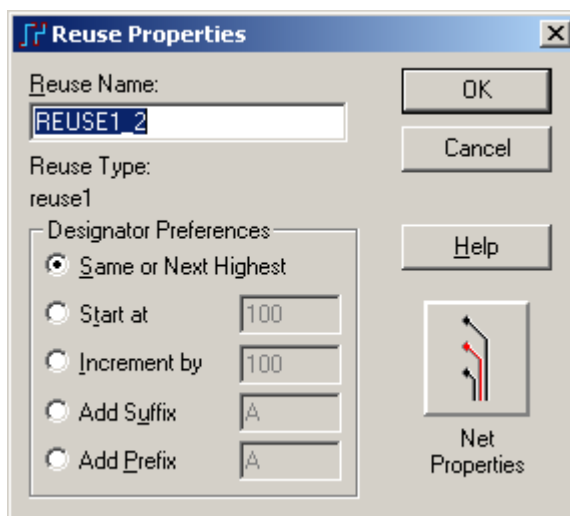 Reuse Properties
Reuse Name:
REUSE1_2
OK
Cancel
Reuse Type:
reuse1
Help
Designator Preferences
Same or Next Highest
Start at 100
Increment by 100
Add Suffix A
Add Prefix A
Net
Properties